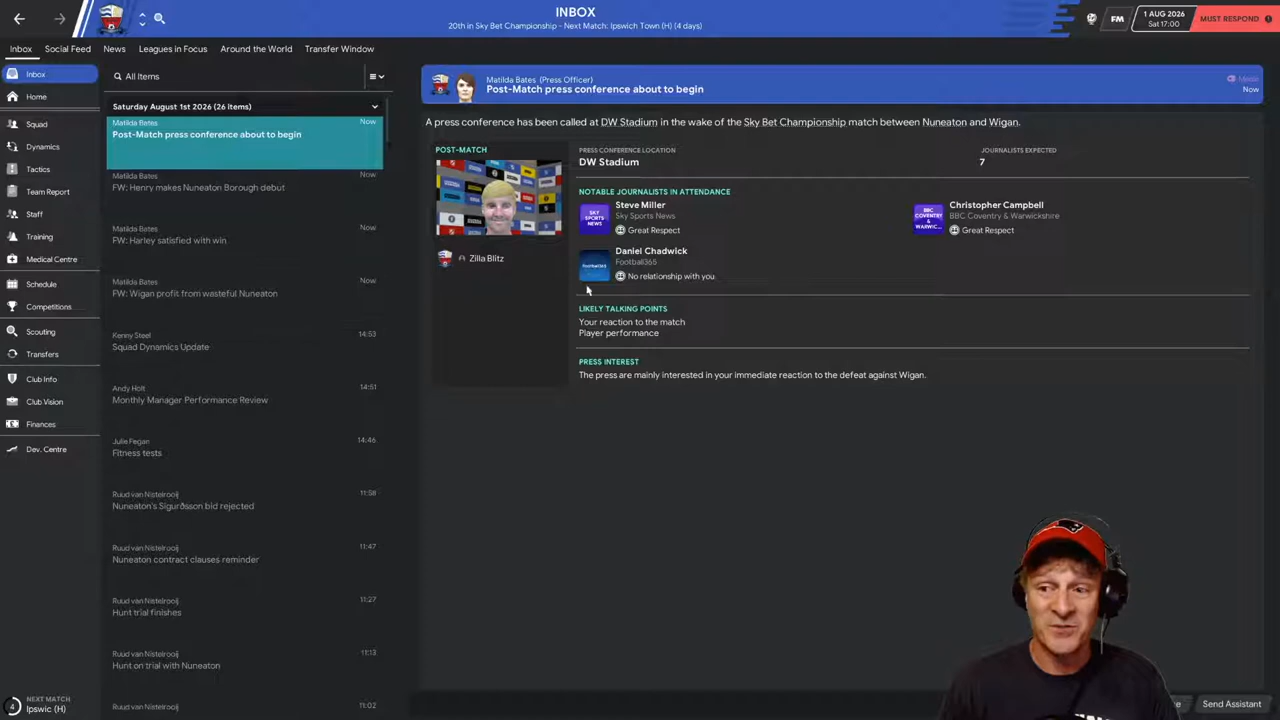 INBOX
20th in Sky Bet Championship - Next Match: Ipswich Town (H) (4 days)
FM
1 AUG 2026
Sat 17:00
MUST RESPOND
Inbox
Social Feed
News
Leagues in Focus
Around the World
Transfer Window
Inbox
Home
Squad
Dynamics
Tactics
Team Report
Staff
Training
Medical Centre
Schedule
Competitions
Scouting
Transfers
Club Info
Club Vision
Finances
Dev. Centre
NEXT MATCH
4
Ipswic (H)
All Items
Saturday August 1st 2026 (26 items)
Matilda Bates
Now
Post-Match press conference about to begin
Matilda Bates
Now
FW: Henry makes Nuneaton Borough debut
Matilda Bates
Now
FW: Harley satisfied with win
Matilda Bates
Now
FW: Wigan profit from wasteful Nuneaton
Kenny Steel
14:53
Squad Dynamics Update
Andy Holt
14:51
Monthly Manager Performance Review
Julie Fegan
14:46
Fitness tests
Ruud van Nistelrooij
11:58
Nuneaton's Sigurðsson bid rejected
Ruud van Nistelrooij
11:47
Nuneaton contract clauses reminder
Ruud van Nistelrooij
11:27
Hunt trial finishes
Ruud van Nistelrooij
11:13
Hunt on trial with Nuneaton
Ruud van Nistelrooij
11:02
Matilda Bates (Press Officer)
Post-Match press conference about to begin
Media
Now
A press conference has been called at DW Stadium in the wake of the Sky Bet Championship match between Nuneaton and Wigan.
POST-MATCH
Zilla Blitz
PRESS CONFERENCE LOCATION
DW Stadium
JOURNALISTS EXPECTED
7
NOTABLE JOURNALISTS IN ATTENDANCE
SKY SPORTS NEWS
Steve Miller
Sky Sports News
Great Respect
BBC COVENTRY & WARWIC...
Christopher Campbell
BBC Coventry & Warwickshire
Great Respect
Football365
Daniel Chadwick
Football365
No relationship with you
LIKELY TALKING POINTS
Your reaction to the match
Player performance
PRESS INTEREST
The press are mainly interested in your immediate reaction to the defeat against Wigan.
Send Assistant